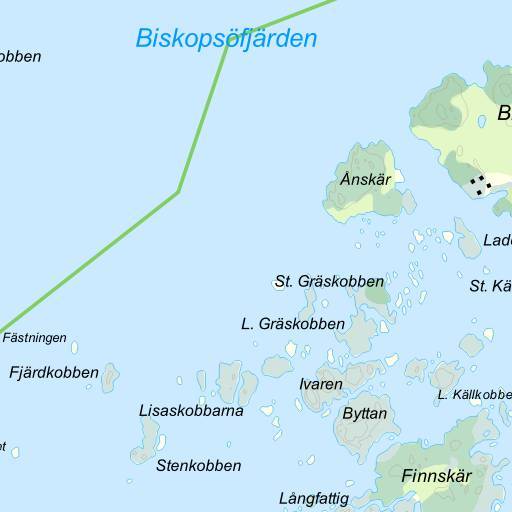 Biskopsöfjärden
obben
B
Ånskär
Lade
St. Gräskobben
St. Kä
L. Gräskobben
Fästningen
Fjärdkobben
Ivaren
L. Källkobbe
Lisaskobbarna
Byttan
Stenkobben
Finnskär
Långfattig